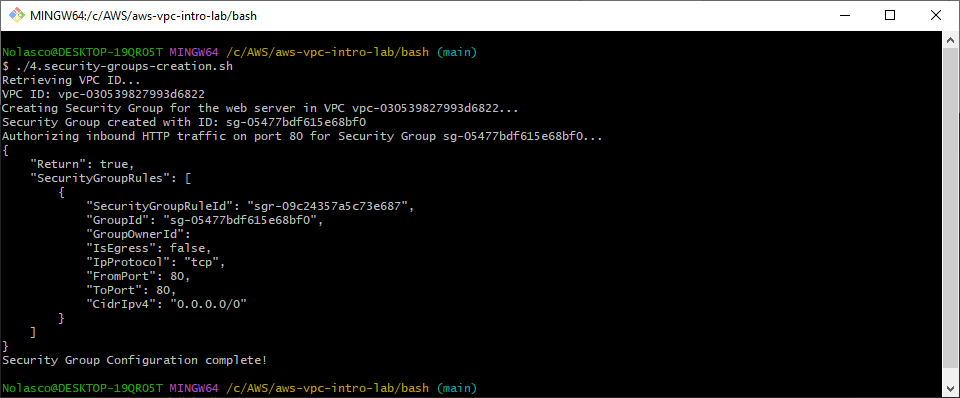 MINGW64:/c/AWS/aws-vpc-intro-lab/bash
Nolasco@DESKTOP-19QRO5T MINGW64 /c/AWS/aws-vpc-intro-lab/bash (main)
$ ./4.security-groups-creation.sh
Retrieving VPC ID...
VPC ID: vpc-030539827993d6822
Creating Security Group for the web server in VPC vpc-030539827993d6822...
Security Group created with ID: sg-05477bdf615e68bf0
Authorizing inbound HTTP traffic on port 80 for Security Group sg-05477bdf615e68bf0...
{
    "Return": true,
    "SecurityGroupRules": [
        {
            "SecurityGroupRuleId": "sgr-09c24357a5c73e687",
            "GroupId": "sg-05477bdf615e68bf0",
            "GroupOwnerId":
            "IsEgress": false,
            "IpProtocol": "tcp",
            "FromPort": 80,
            "ToPort": 80,
            "CidrIpv4": "0.0.0.0/0"
        }
    ]
}
Security Group Configuration complete!
Nolasco@DESKTOP-19QRO5T MINGW64 /c/AWS/aws-vpc-intro-lab/bash (main)